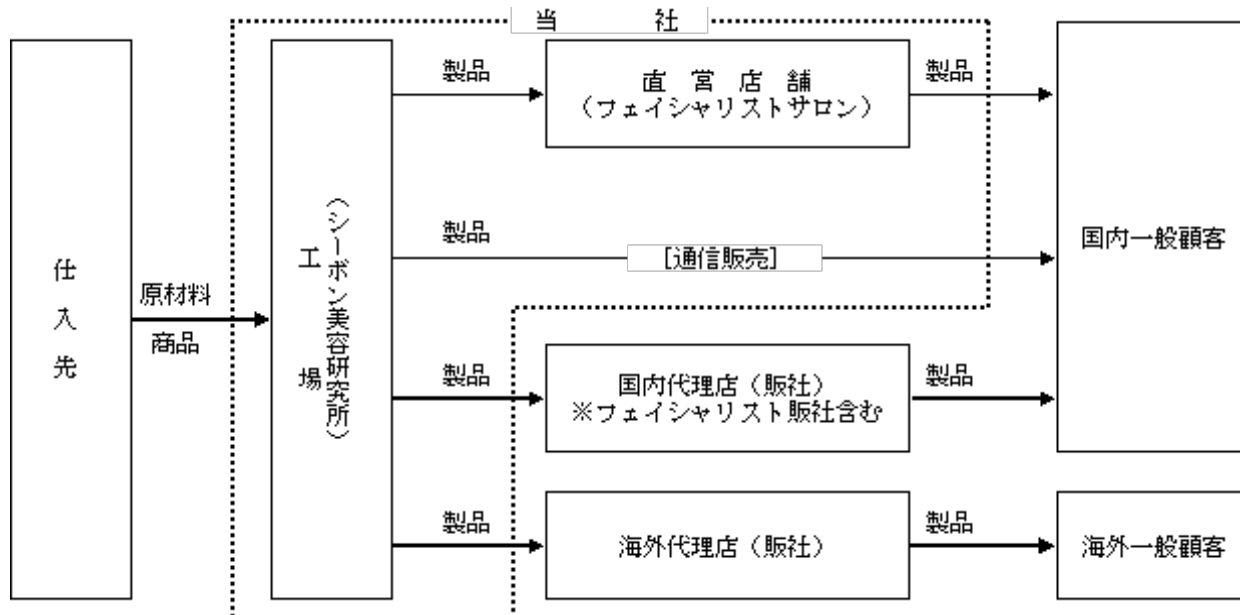 当　　　社
仕入先
原材料
商品
工場
（シーボン美容研究所）
製品
直 営 店 舗
（フェイシャリストサロン）
製品
製品
[通信販売]
国内一般顧客
製品
国内代理店（販社）
※フェイシャリスト販社含む
製品
製品
海外代理店（販社）
製品
海外一般顧客